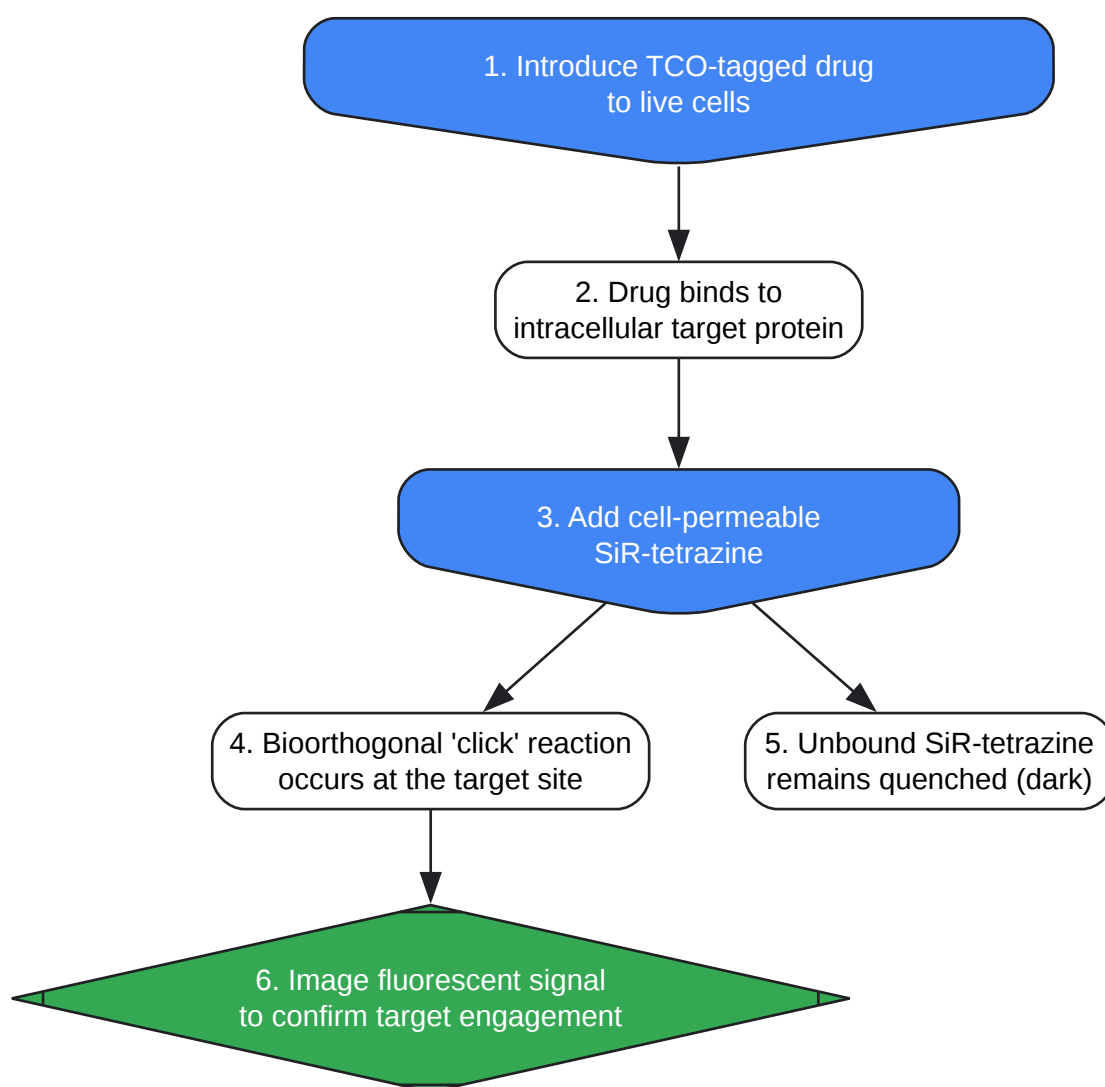 1. Introduce TCO-tagged drug
to live cells
2. Drug binds to
intracellular target protein
3. Add cell-permeable
SiR-tetrazine
4. Bioorthogonal 'click' reaction
occurs at the target site
5. Unbound SiR-tetrazine
remains quenched (dark)
6. Image fluorescent signal
to confirm target engagement